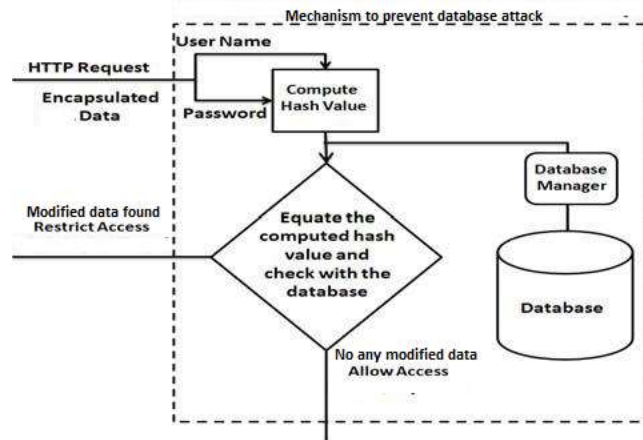 Mechanism to prevent database attack
User Name
HTTP Request
Encapsulated
Data
Password
Compute
Hash Value
Database
Manager
Modified data found
Restrict Access
Equate the
computed hash
value and
check with the
database
Database
No any modified data
Allow Access